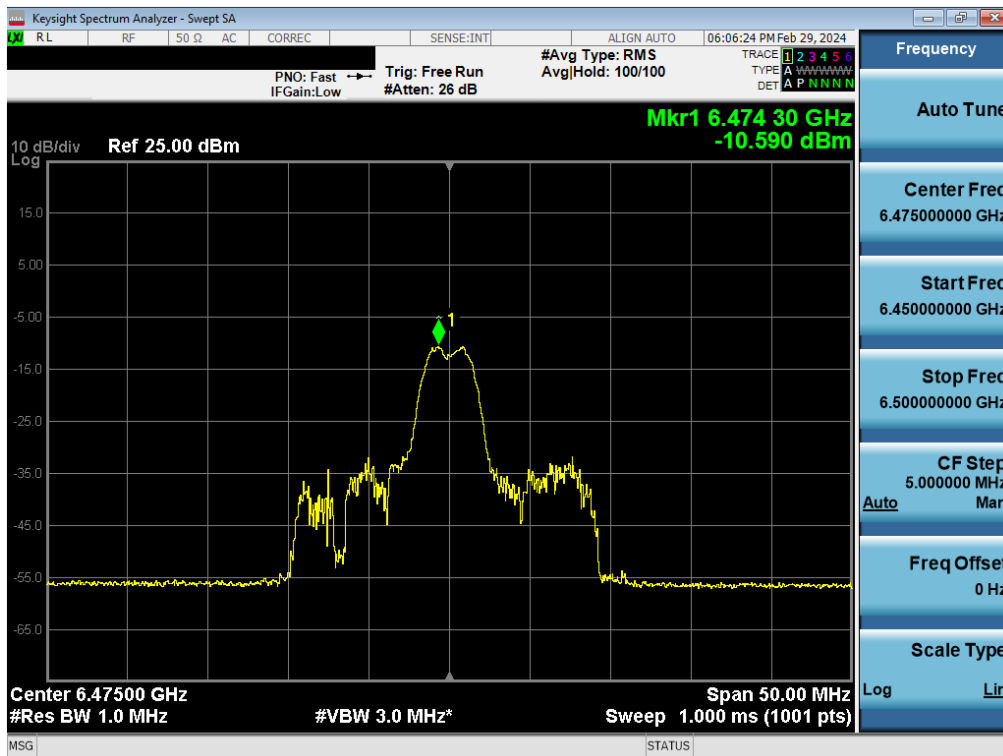 Keysight Spectrum Analyzer - Swept SA
LXI RL RF 50 Ω AC CORREC SENSE:INT ALIGN AUTO 06:06:24 PM Feb 29, 2024
PNO: Fast
IFGain:Low
Trig: Free Run
#Atten: 26 dB
#Avg Type: RMS
Avg|Hold: 100/100
TRACE 1 2 3 4 5 6
TYPE A WWWWW
DET A P N N N N
Mkr1 6.474 30 GHz
-10.590 dBm
10 dB/div Ref 25.00 dBm
Log
15.0
5.00
-5.00
1
-15.0
-25.0
-35.0
-45.0
-55.0
-65.0
Center 6.47500 GHz Span 50.00 MHz
#Res BW 1.0 MHz #VBW 3.0 MHz* Sweep 1.000 ms (1001 pts)
MSG STATUS
Frequency
Auto Tune
Center Freq
6.475000000 GHz
Start Freq
6.450000000 GHz
Stop Freq
6.500000000 GHz
CF Step
5.000000 MHz
Auto Man
Freq Offset
0 Hz
Scale Type
Log Lin